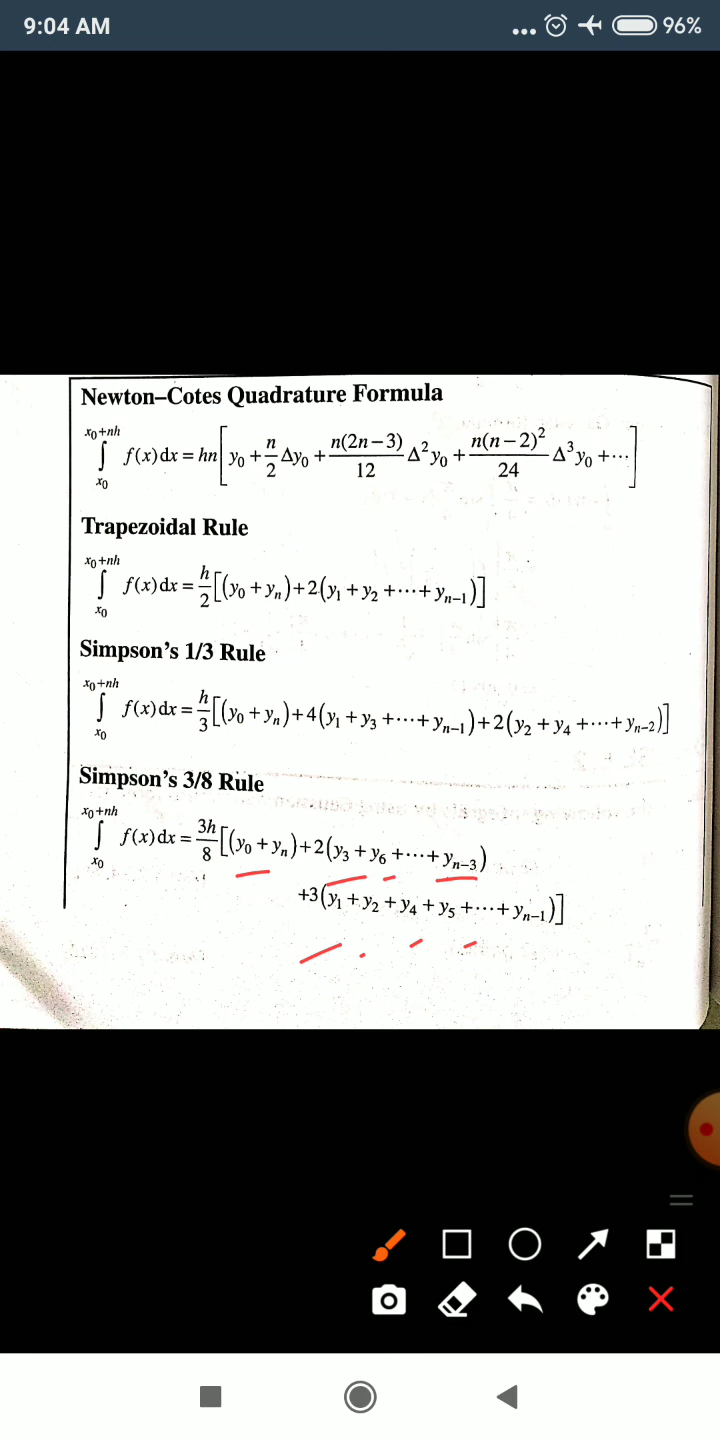 9:04 AM
96%
Newton–Cotes Quadrature Formula
∫_{x₀}^{x₀+nh} f(x)dx = hn[y₀ + n/2 Δy₀ + n(2n−3)/12 Δ²y₀ + n(n−2)²/24 Δ³y₀ + ⋯]
Trapezoidal Rule
∫_{x₀}^{x₀+nh} f(x)dx = h/2[(y₀ + yₙ)+2(y₁ + y₂ + ⋯ + yₙ₋₁)]
Simpson's 1/3 Rule
∫_{x₀}^{x₀+nh} f(x)dx = h/3[(y₀ + yₙ)+4(y₁ + y₃ + ⋯ + yₙ₋₁)+2(y₂ + y₄ + ⋯ + yₙ₋₂)]
Simpson's 3/8 Rule
∫_{x₀}^{x₀+nh} f(x)dx = 3h/8[(y₀ + yₙ)+2(y₃ + y₆ + ⋯ + yₙ₋₃)
+3(y₁ + y₂ + y₄ + y₅ + ⋯ + yₙ₋₁)]